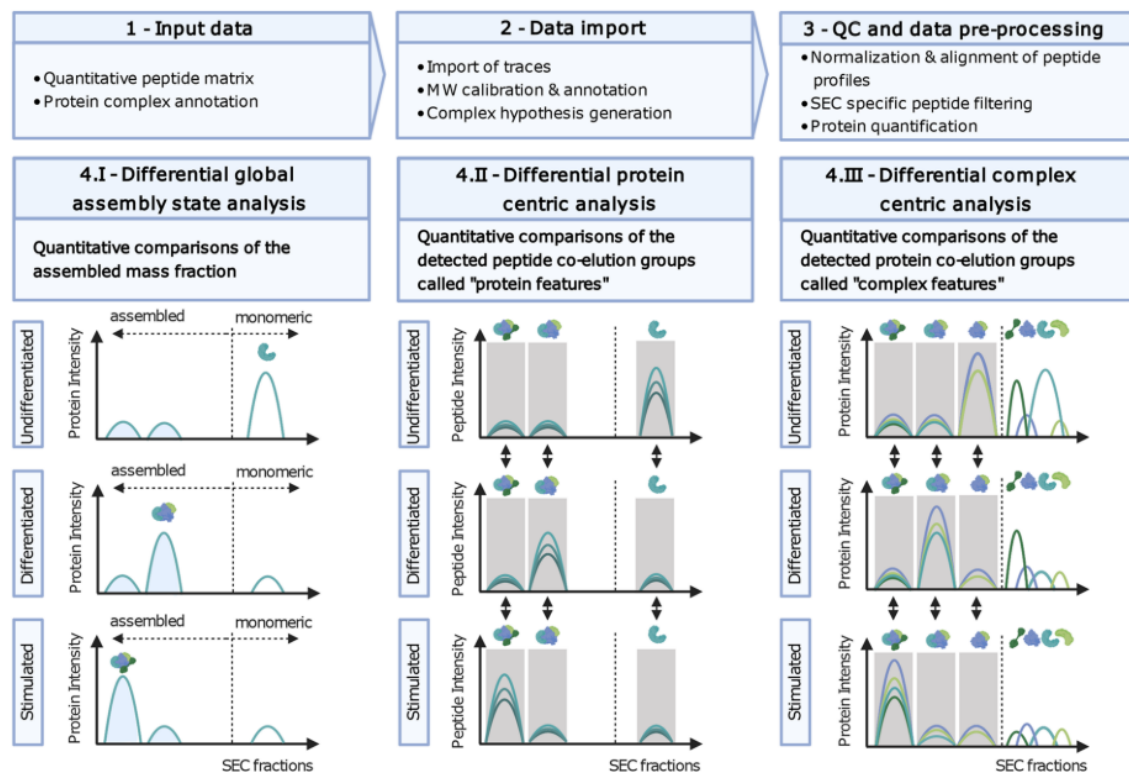 1 - Input data
• Quantitative peptide matrix
• Protein complex annotation
2 - Data import
• Import of traces
• MW calibration & annotation
• Complex hypothesis generation
3 - QC and data pre-processing
• Normalization & alignment of peptide
profiles
• SEC specific peptide filtering
• Protein quantification
4.I - Differential global
assembly state analysis
Quantitative comparisons of the
assembled mass fraction
4.II - Differential protein
centric analysis
Quantitative comparisons of the
detected peptide co-elution groups
called "protein features"
4.III - Differential complex
centric analysis
Quantitative comparisons of the
detected protein co-elution groups
called "complex features"
Undifferentiated
Protein Intensity
assembled
monomeric
Differentiated
Protein Intensity
assembled
monomeric
Stimulated
Protein Intensity
assembled
monomeric
SEC fractions
Undifferentiated
Peptide Intensity
Differentiated
Peptide Intensity
Stimulated
Peptide Intensity
SEC fractions
Undifferentiated
Protein Intensity
Differentiated
Protein Intensity
Stimulated
Protein Intensity
SEC fractions